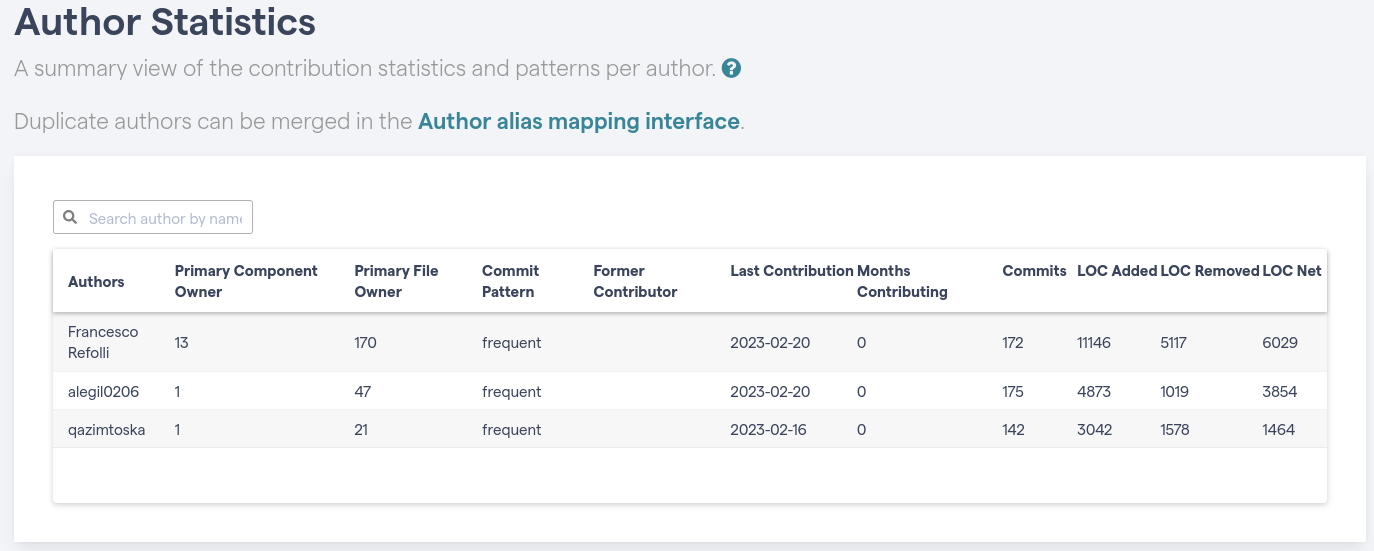 Author Statistics
A summary view of the contribution statistics and patterns per author. ?
Duplicate authors can be merged in the Author alias mapping interface.
Search author by name
Authors Primary Component Owner Primary File Owner Commit Pattern Former Contributor Last Contribution Months Contributing Commits LOC Added LOC Removed LOC Net
Francesco Refolli 13 170 frequent 2023-02-20 0 172 11146 5117 6029
alegil0206 1 47 frequent 2023-02-20 0 175 4873 1019 3854
qazimtoska 1 21 frequent 2023-02-16 0 142 3042 1578 1464